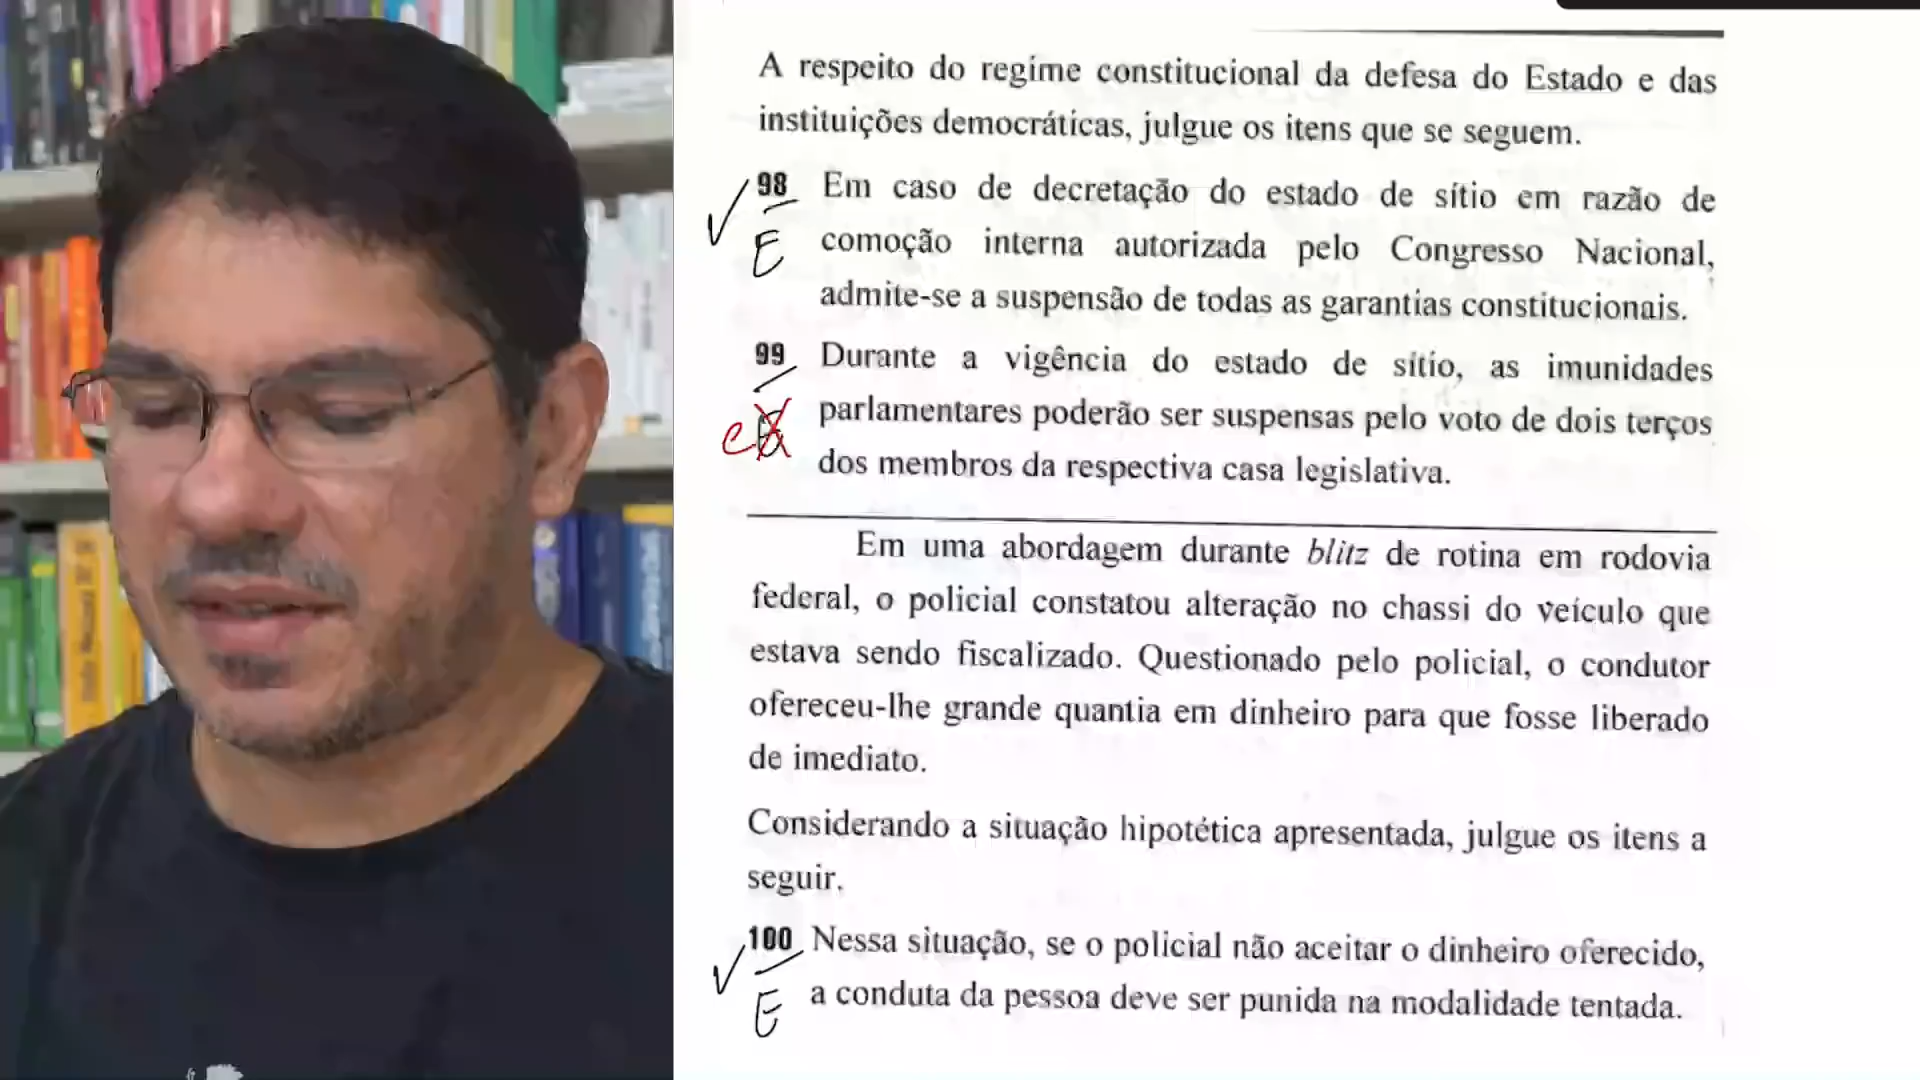 A respeito do regime constitucional da defesa do Estado e das
instituições democráticas, julgue os itens que se seguem.
98 Em caso de decretação do estado de sítio em razão de
E comoção interna autorizada pelo Congresso Nacional,
admite-se a suspensão de todas as garantias constitucionais.
99 Durante a vigência do estado de sítio, as imunidades
parlamentares poderão ser suspensas pelo voto de dois terços
dos membros da respectiva casa legislativa.
Em uma abordagem durante blitz de rotina em rodovia
federal, o policial constatou alteração no chassi do veículo que
estava sendo fiscalizado. Questionado pelo policial, o condutor
ofereceu-lhe grande quantia em dinheiro para que fosse liberado
de imediato.
Considerando a situação hipotética apresentada, julgue os itens a
seguir.
100 Nessa situação, se o policial não aceitar o dinheiro oferecido,
E a conduta da pessoa deve ser punida na modalidade tentada.